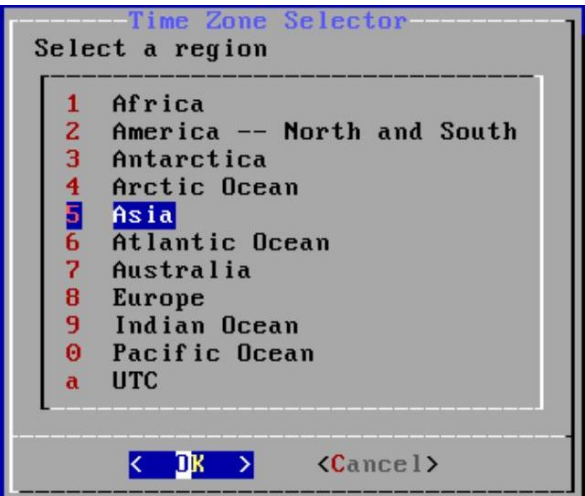 Time Zone Selector
Select a region
1 Africa
2 America -- North and South
3 Antarctica
4 Arctic Ocean
5 Asia
6 Atlantic Ocean
7 Australia
8 Europe
9 Indian Ocean
0 Pacific Ocean
a UTC
< OK > <Cancel>